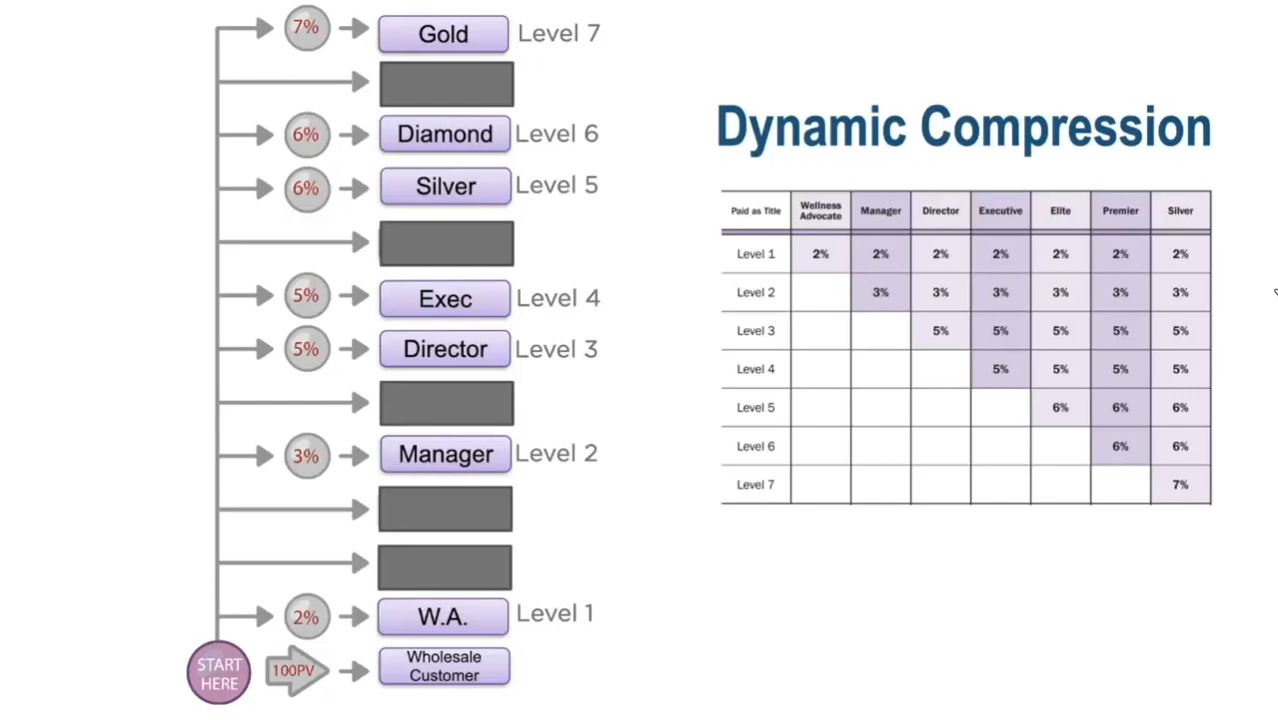 7% Gold Level 7
6% Diamond Level 6
6% Silver Level 5
5% Exec Level 4
5% Director Level 3
3% Manager Level 2
2% W.A. Level 1
START
HERE
100PV
Wholesale
Customer
Dynamic Compression
Paid as Title Wellness Advocate Manager Director Executive Elite Premier Silver
Level 1 2% 2% 2% 2% 2% 2% 2%
Level 2 3% 3% 3% 3% 3% 3%
Level 3 5% 5% 5% 5% 5%
Level 4 5% 5% 5% 5%
Level 5 6% 6% 6%
Level 6 6% 6%
Level 7 7%